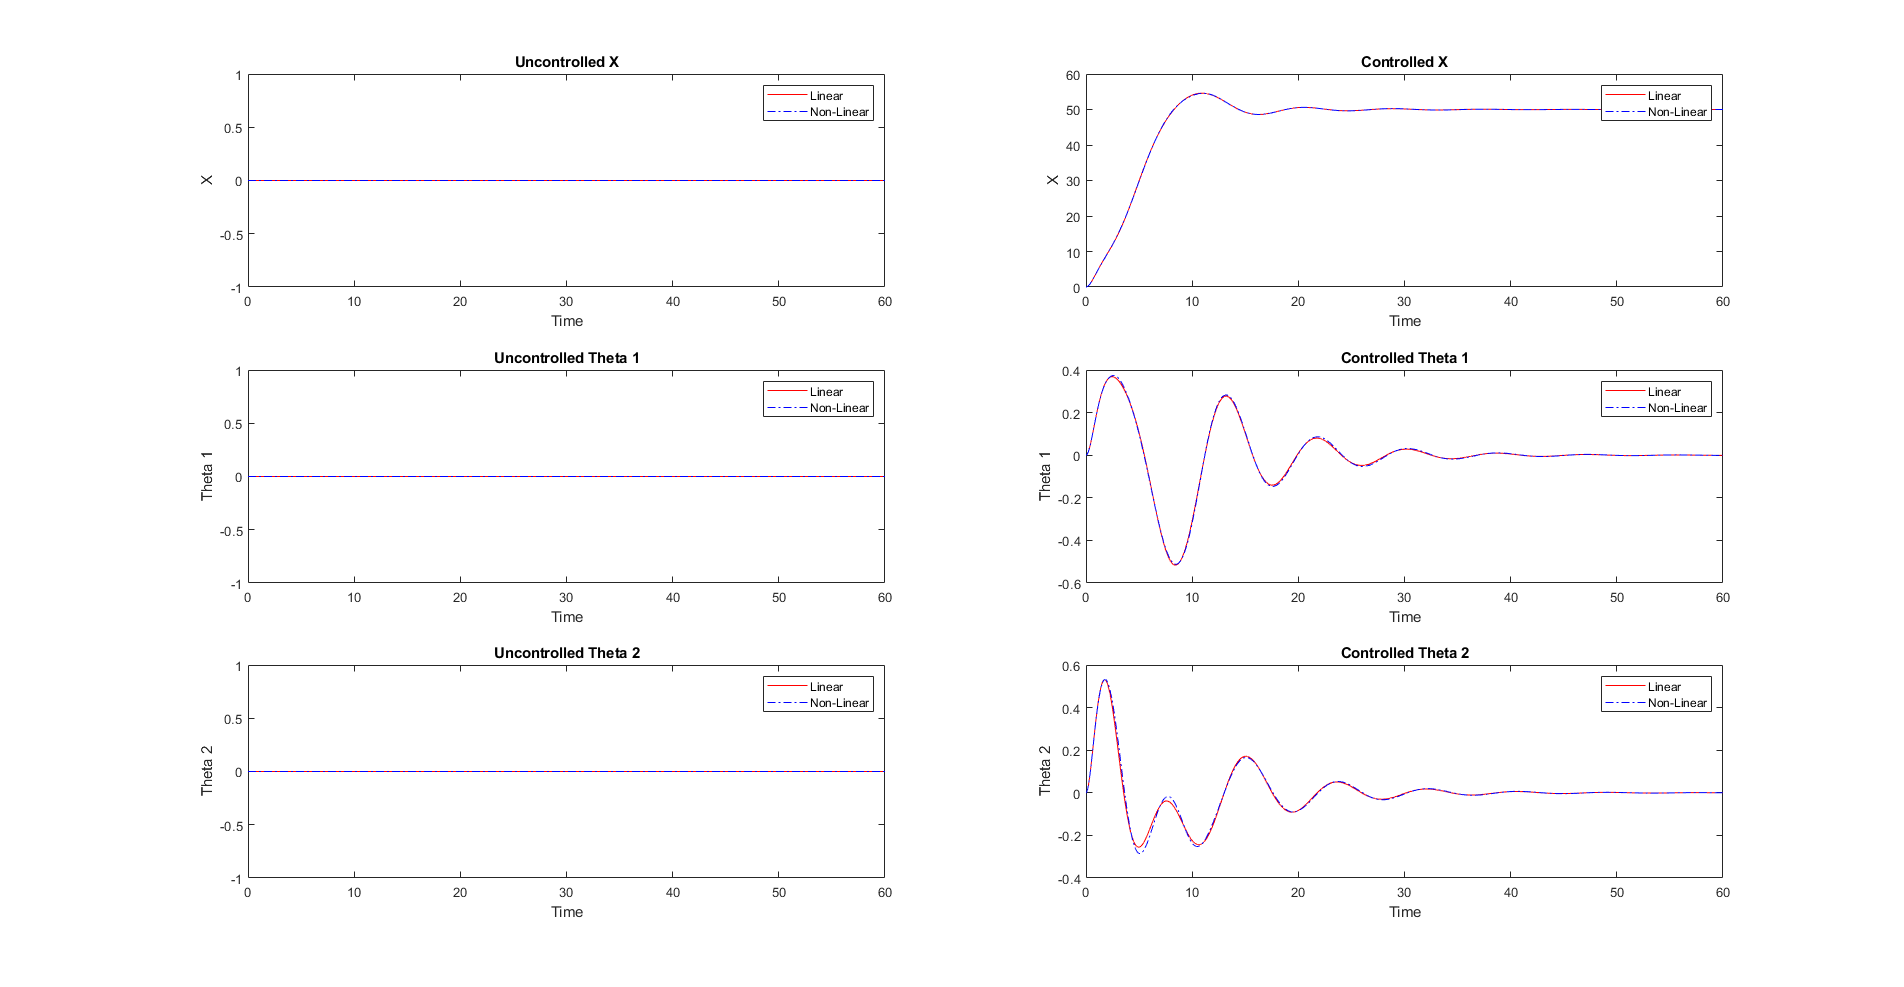 Uncontrolled X
1
0.5
0
-0.5
-1
X
0 10 20 30 40 50 60
Time
Linear
Non-Linear
Controlled X
60
50
40
30
20
10
0
X
0 10 20 30 40 50 60
Time
Linear
Non-Linear
Uncontrolled Theta 1
1
0.5
0
-0.5
-1
Theta 1
0 10 20 30 40 50 60
Time
Linear
Non-Linear
Controlled Theta 1
0.4
0.2
0
-0.2
-0.4
-0.6
Theta 1
0 10 20 30 40 50 60
Time
Linear
Non-Linear
Uncontrolled Theta 2
1
0.5
0
-0.5
-1
Theta 2
0 10 20 30 40 50 60
Time
Linear
Non-Linear
Controlled Theta 2
0.6
0.4
0.2
0
-0.2
-0.4
Theta 2
0 10 20 30 40 50 60
Time
Linear
Non-Linear